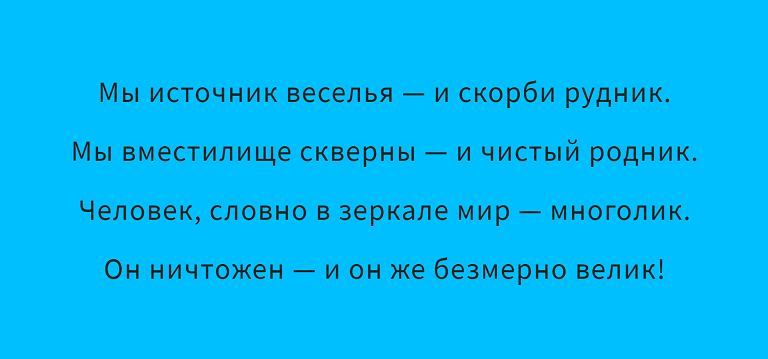 Мы источник веселья — и скорби рудник.
Мы вместилище скверны — и чистый родник.
Человек, словно в зеркале мир — многолик.
Он ничтожен — и он же безмерно велик!